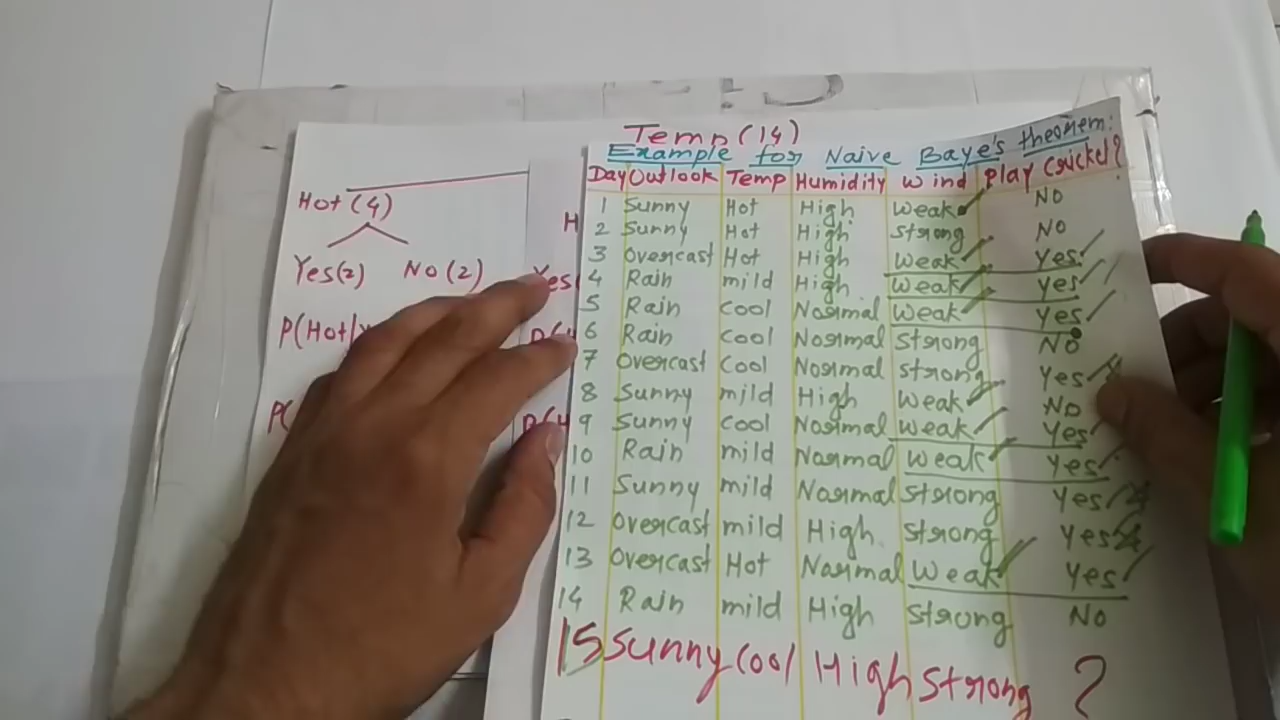 Temp (14)
Hot (4)
Yes (2) No (2)
P(Hot|
P(
H
Yes(
Example for Naive Baye's theorem:
Day Outlook Temp Humidity Wind Play Cricket?
1 Sunny Hot High Weak No
2 Sunny Hot High Strong No
3 Overcast Hot High Weak Yes
4 Rain mild High Weak Yes
5 Rain cool Normal Weak Yes
6 Rain cool Normal Strong No
7 Overcast cool Normal strong Yes
8 Sunny mild High Weak No
9 Sunny cool Normal Weak Yes
10 Rain mild Normal Weak Yes
11 Sunny mild Normal strong Yes
12 Overcast mild High strong Yes
13 Overcast Hot Normal Weak Yes
14 Rain mild High strong No
15 Sunny cool High Strong ?